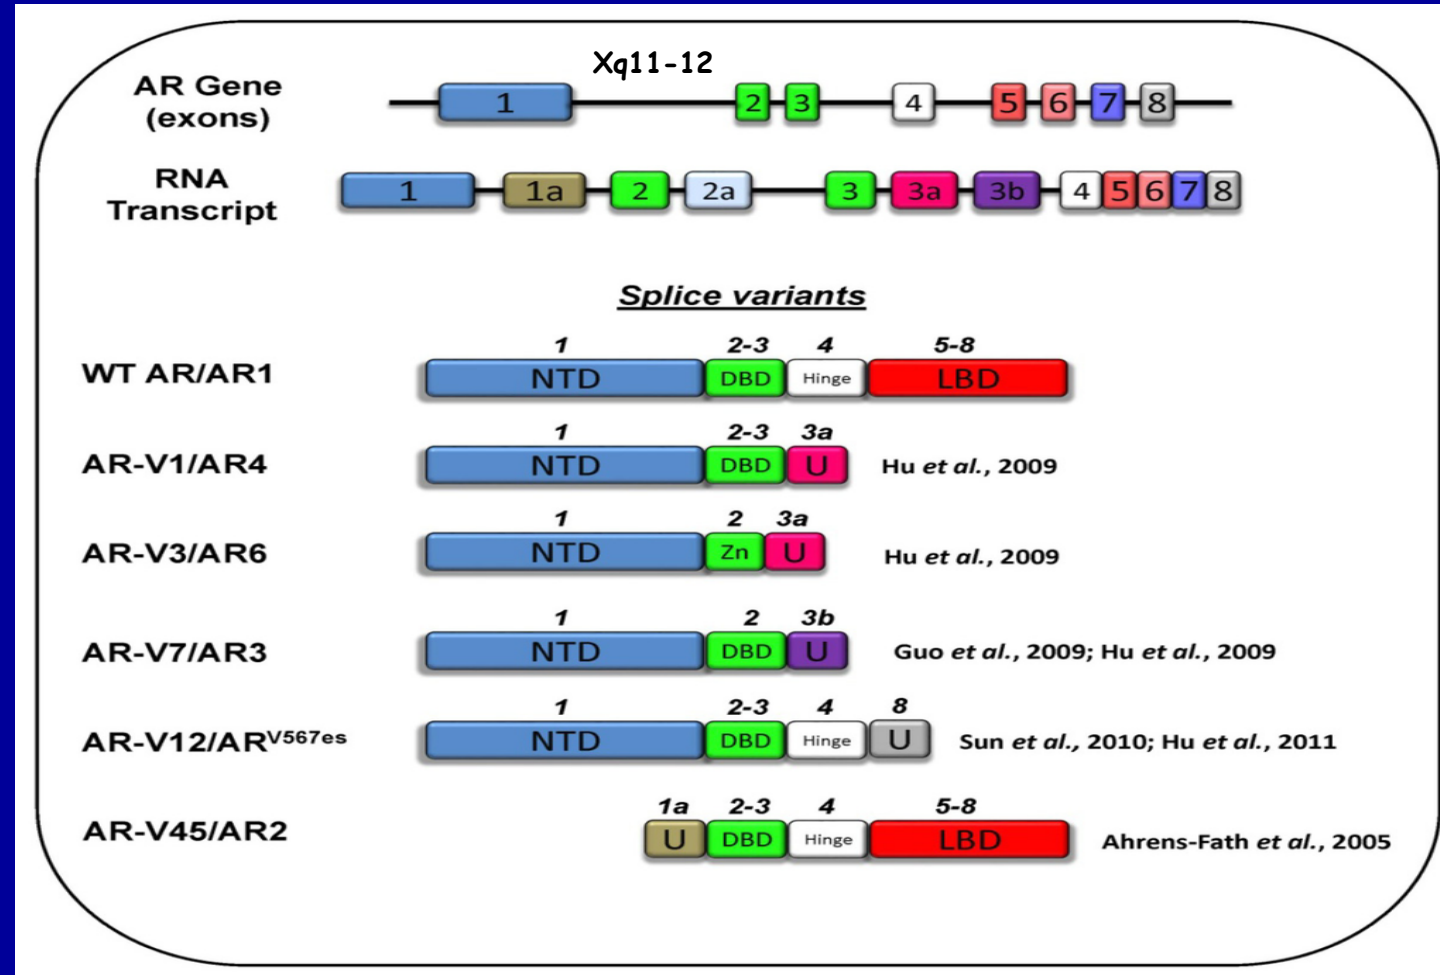 Xq11-12
AR Gene
(exons)
1 2 3 4 5 6 7 8
RNA
Transcript
1 1a 2 2a 3 3a 3b 4 5 6 7 8
Splice variants
1 2-3 4 5-8
WT AR/AR1 NTD DBD Hinge LBD
1 2-3 3a
AR-V1/AR4 NTD DBD U Hu et al., 2009
1 2 3a
AR-V3/AR6 NTD Zn U Hu et al., 2009
1 2 3b
AR-V7/AR3 NTD DBD U Guo et al., 2009; Hu et al., 2009
1 2-3 4 8
AR-V12/ARV567es NTD DBD Hinge U Sun et al., 2010; Hu et al., 2011
1a 2-3 4 5-8
AR-V45/AR2 U DBD Hinge LBD Ahrens-Fath et al., 2005